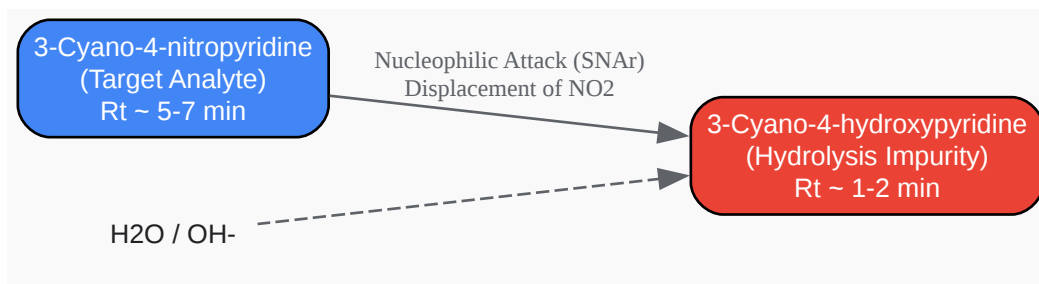 3-Cyano-4-nitropyridine
(Target Analyte)
Rt ~ 5-7 min
Nucleophilic Attack (SNAr)
Displacement of NO2
3-Cyano-4-hydroxypyridine
(Hydrolysis Impurity)
Rt ~ 1-2 min
H2O / OH-